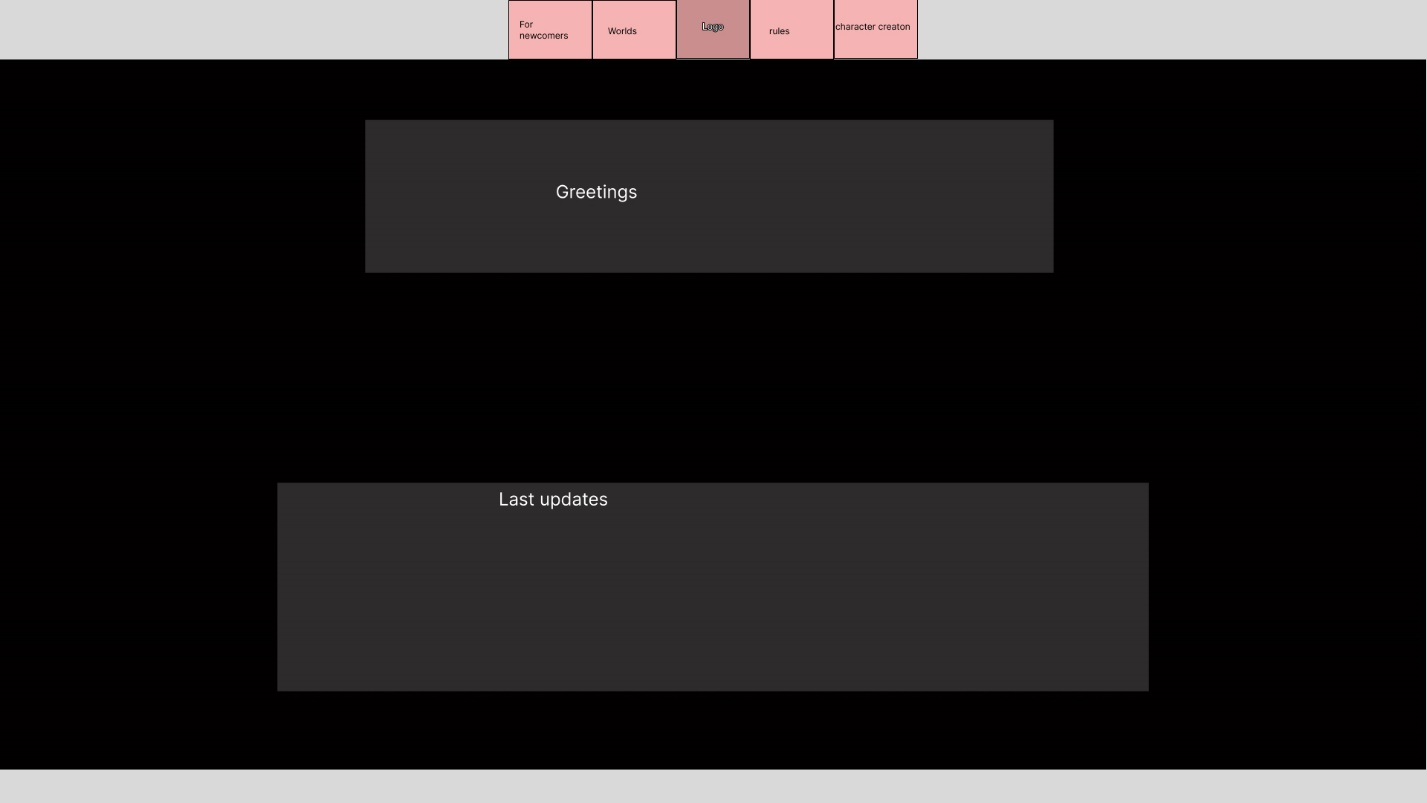 For
newcomers
Worlds
Logo
rules
character creaton
Greetings
Last updates